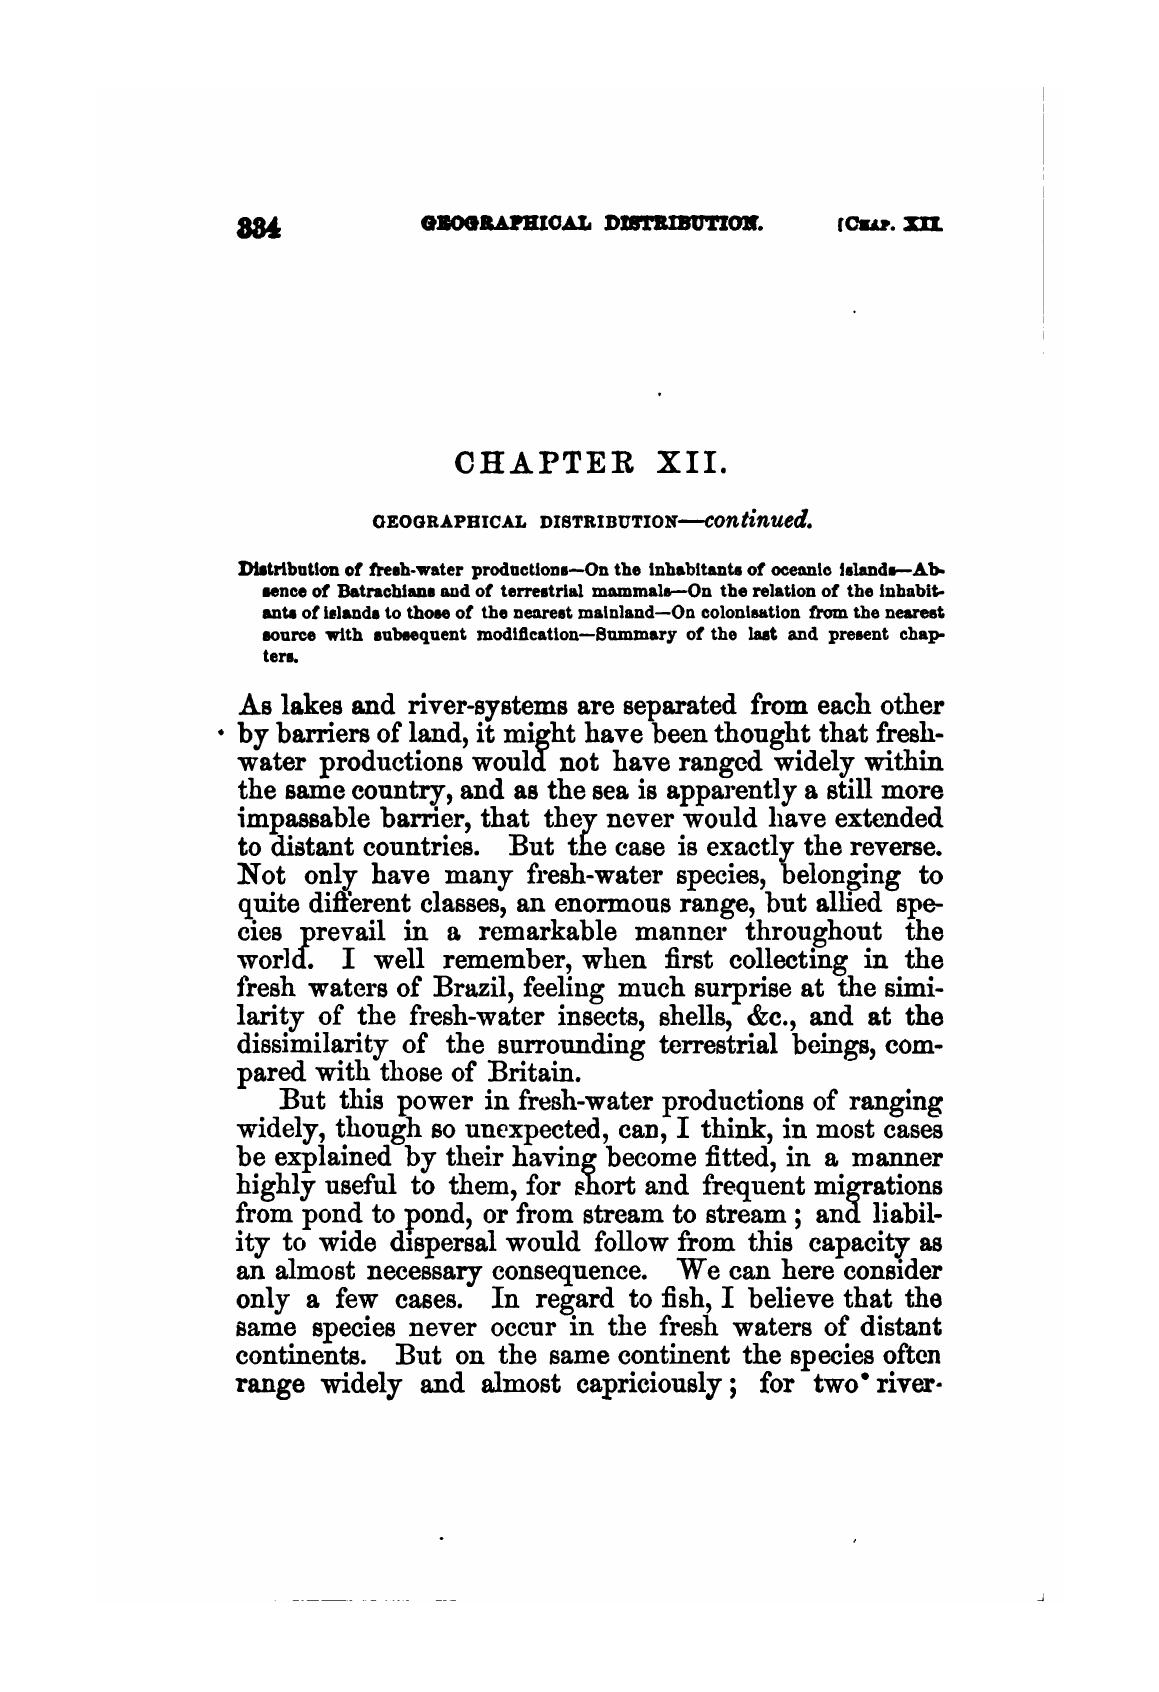 334 GEOGRAPHICAL DISTRIBUTION. [CHAP. XII.
CHAPTER XII.
GEOGRAPHICAL DISTRIBUTION—continued.
Distribution of fresh-water productions—On the inhabitants of oceanic islands—Ab-
sence of Batrachians and of terrestrial mammals—On the relation of the inhabit-
ants of islands to those of the nearest mainland—On colonisation from the nearest
source with subsequent modification—Summary of the last and present chap-
ters.
As lakes and river-systems are separated from each other
by barriers of land, it might have been thought that fresh-
water productions would not have ranged widely within
the same country, and as the sea is apparently a still more
impassable barrier, that they never would have extended
to distant countries. But the case is exactly the reverse.
Not only have many fresh-water species, belonging to
quite different classes, an enormous range, but allied spe-
cies prevail in a remarkable manner throughout the
world. I well remember, when first collecting in the
fresh waters of Brazil, feeling much surprise at the simi-
larity of the fresh-water insects, shells, &c., and at the
dissimilarity of the surrounding terrestrial beings, com-
pared with those of Britain.
But this power in fresh-water productions of ranging
widely, though so unexpected, can, I think, in most cases
be explained by their having become fitted, in a manner
highly useful to them, for short and frequent migrations
from pond to pond, or from stream to stream; and liabil-
ity to wide dispersal would follow from this capacity as
an almost necessary consequence. We can here consider
only a few cases. In regard to fish, I believe that the
same species never occur in the fresh waters of distant
continents. But on the same continent the species often
range widely and almost capriciously; for two river-